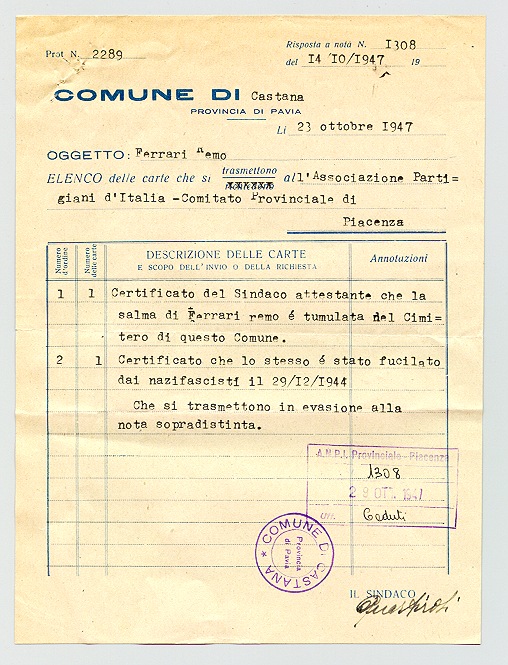 Prot N. 2289
Risposta a nota N. 1308
del 14 10/1947 19
COMUNE DI Castana
PROVINCIA DI PAVIA
Li 23 ottobre 1947
OGGETTO: Ferrari Remo
ELENCO delle carte che si trasmettono all'Associazione Parti-
giani d'Italia -Comitato Provinciale di
Piacenza
Numero d'ordine
Numero delle carte
DESCRIZIONE DELLE CARTE
E SCOPO DELL'INVIO O DELLA RICHIESTA
Annotazioni
1 1 Certificato del Sindaco attestante che la
salma di Ferrari remo é tumulata nel Cimi-
tero di questo Comune.
2 1 Certificato che lo stesso é stato fucilato
dai nazifascisti il 29/12/1944
Che si trasmettono in evasione alla
nota sopradistinta.
A.N.P.I. Provinciale - Piacenza
1308
29 OTT. 1947
Uff. Caduti
* COMUNE DI CASTANA
Provincia
di Pavia
IL SINDACO